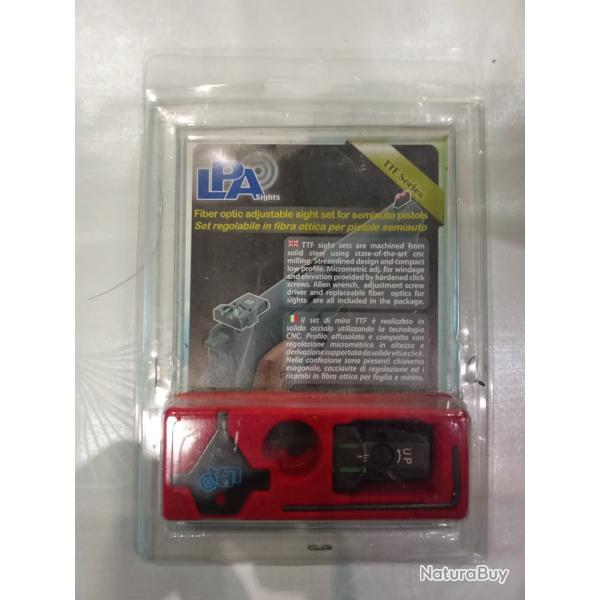 TTF Series
LPA
Sights
Fiber optic adjustable sight set for semiauto pistols
Set regolabile in fibra ottica per pistole semiauto
TTF sight sets are machined from
solid steel using state-of-the-art cnc
milling. Streamlined design and compact
low profile. Micrometric adj. for windage
and elevation provided by hardened click
screws. Allen wrench, adjustment screw
driver and replaceable fiber optics for
sights are all included in the package.
Il set di mira TTF è realizzato in
solido acciaio utilizzando la tecnologia
CNC. Profilo affusolato e compatto con
regolazione micrometrica in altezza e
derivazione supportata da solide viti a click.
Nella confezione sono presenti chiavetta
esagonale, cacciavite di regolazione ed i
ricambi in fibra ottica per foglia e mirino.
UP
LPA
NaturaBuy